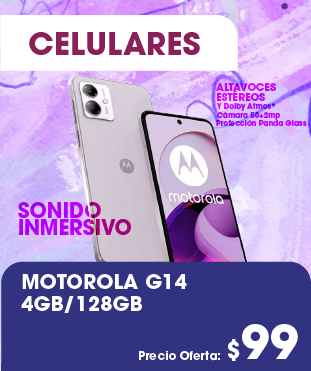 CELULARES
ALTAVOCES
ESTÉREOS
Y Dolby Atmos*
Cámara 50+2mp
Protección Panda Glass
motorola
SONIDO
INMERSIVO
MOTOROLA G14
4GB/128GB
Precio Oferta: $99